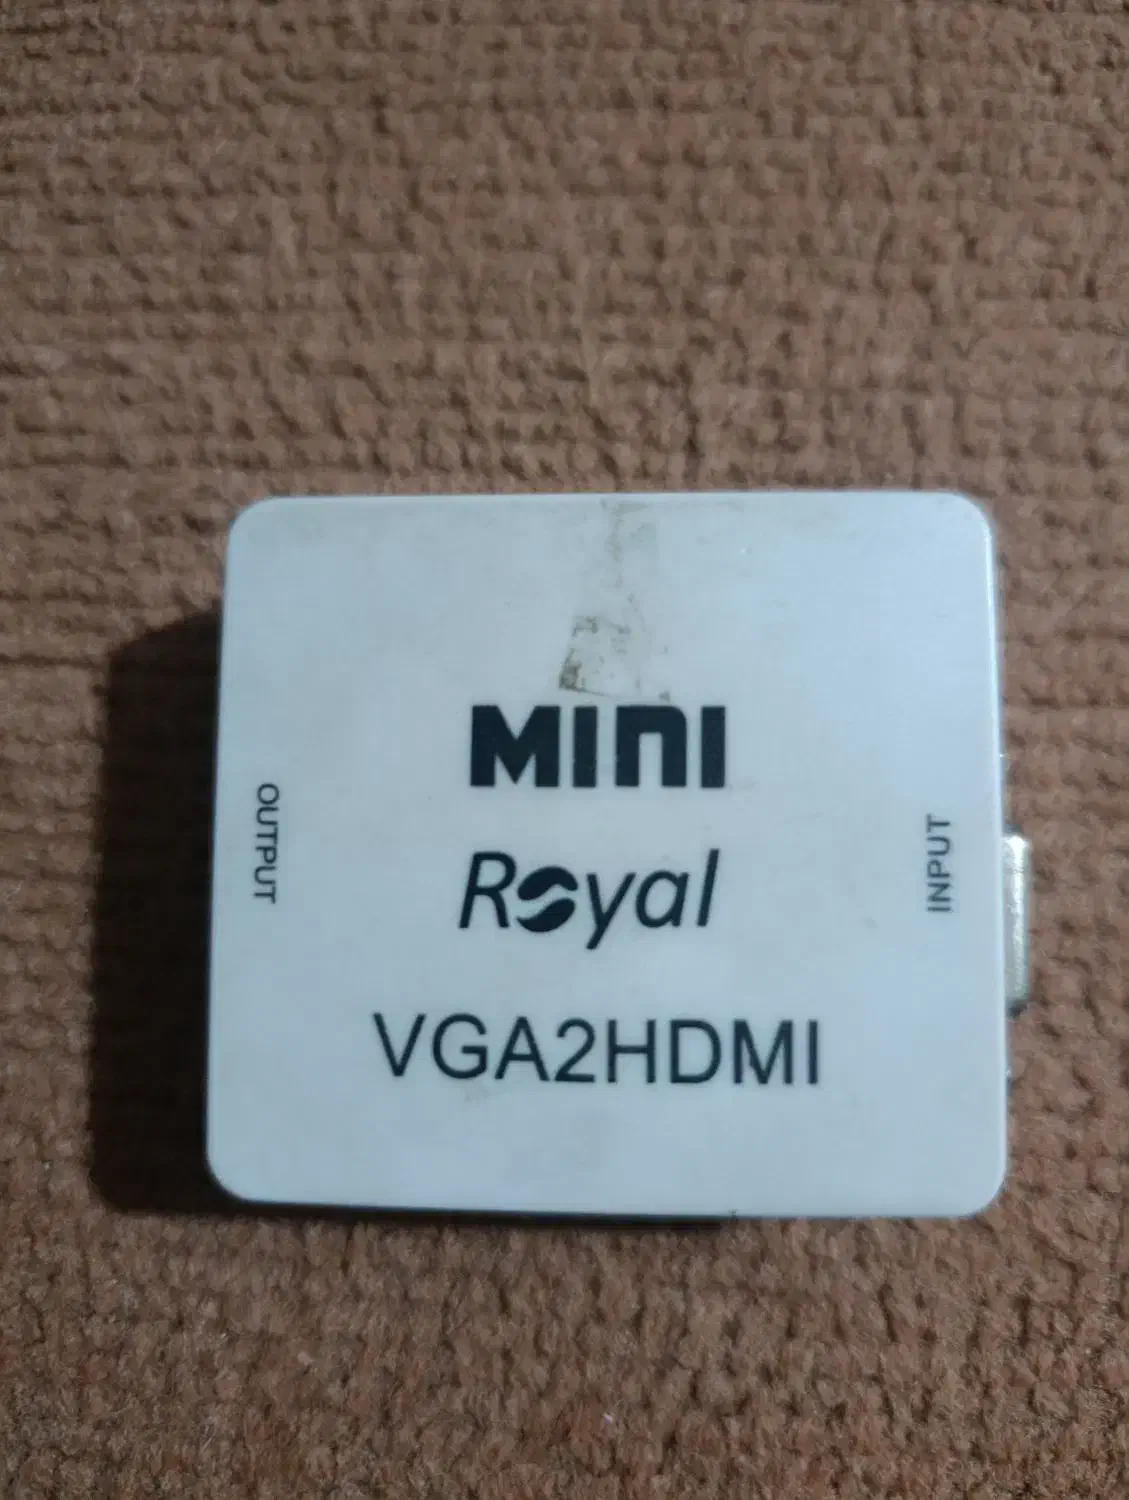 MINI
Royal
VGA2HDMI
OUTPUT
INPUT